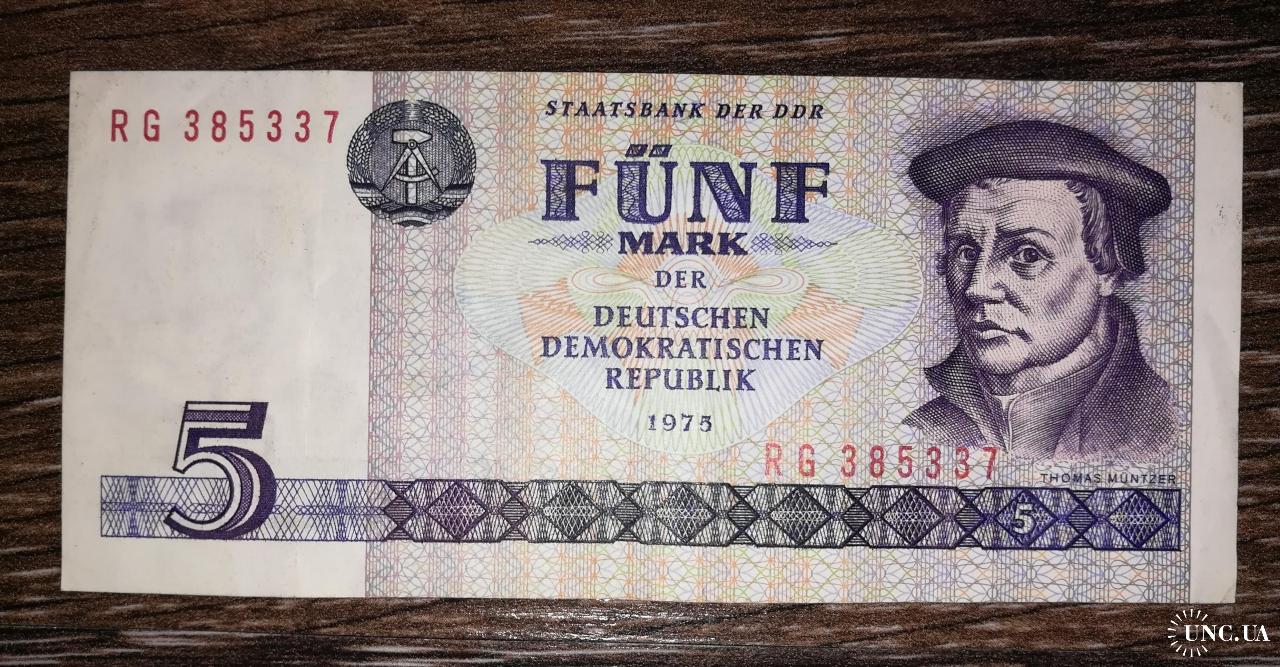 RG 385337
STAATSBANK DER DDR
FÜNF
MARK
DER
DEUTSCHEN
DEMOKRATISCHEN
REPUBLIK
1975
RG 385337
THOMAS MÜNTZER
5
5
UNC.UA